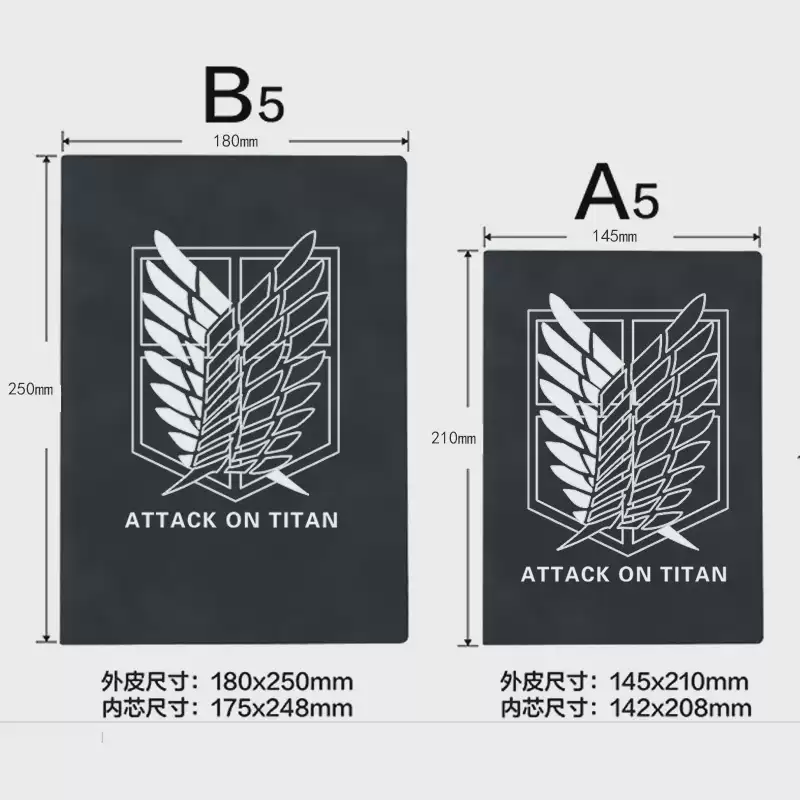 B5
180mm
250mm
ATTACK ON TITAN
外皮尺寸：180x250mm
内芯尺寸：175x248mm
A5
145mm
210mm
ATTACK ON TITAN
外皮尺寸：145x210mm
内芯尺寸：142x208mm